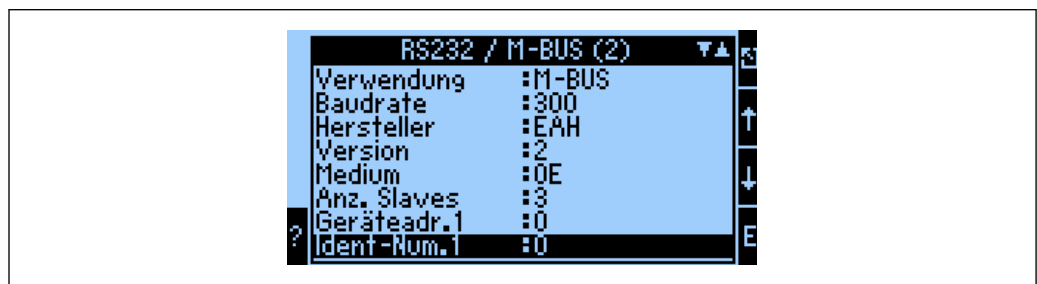 RS232 / M-BUS (2) ▼▲
Verwendung :M-BUS
Baudrate :300
Hersteller :EAH
Version :2
Medium :0E
Anz. Slaves :3
Geräteadr.1 :0
Ident-Num.1 :0
?
↑
↓
E